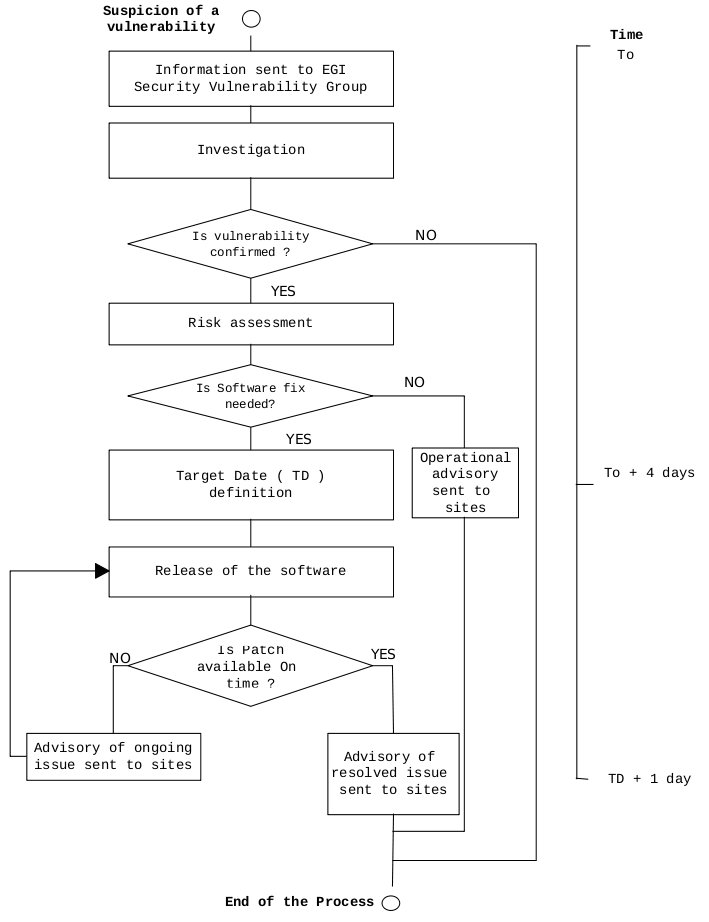 Suspicion of a
vulnerability
Time
To
Information sent to EGI
Security Vulnerability Group
Investigation
Is vulnerability
confirmed ?
NO
YES
Risk assessment
Is Software fix
needed?
NO
YES
Operational
advisory
sent to
sites
Target Date ( TD )
definition
To + 4 days
Release of the software
Is Patch
available On
time ?
NO
YES
Advisory of ongoing
issue sent to sites
Advisory of
resolved issue
sent to sites
TD + 1 day
End of the Process